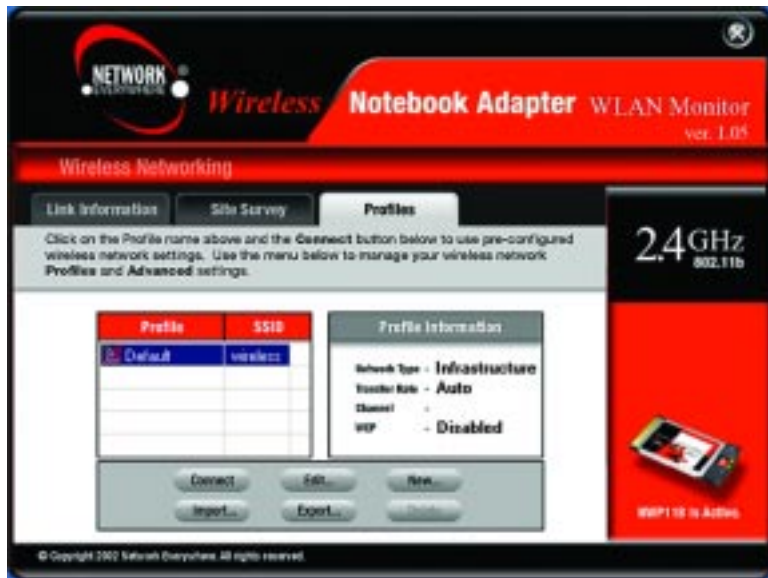 NETWORK
EVERYWHERE
Wireless Notebook Adapter WLAN Monitor
ver. 1.05
Wireless Networking
Link Information Site Survey Profiles
Click on the Profile name above and the Connect button below to use pre-configured
wireless network settings. Use the menu below to manage your wireless network
Profiles and Advanced settings.
2.4 GHz
802.11b
Profile SSID
Default wireless
Profile Information
Network Type - Infrastructure
Transfer Rate - Auto
Channel -
WEP - Disabled
Connect Edit... New...
Import... Export...
NWP11B is Active.
© Copyright 2002 Network Everywhere. All rights reserved.